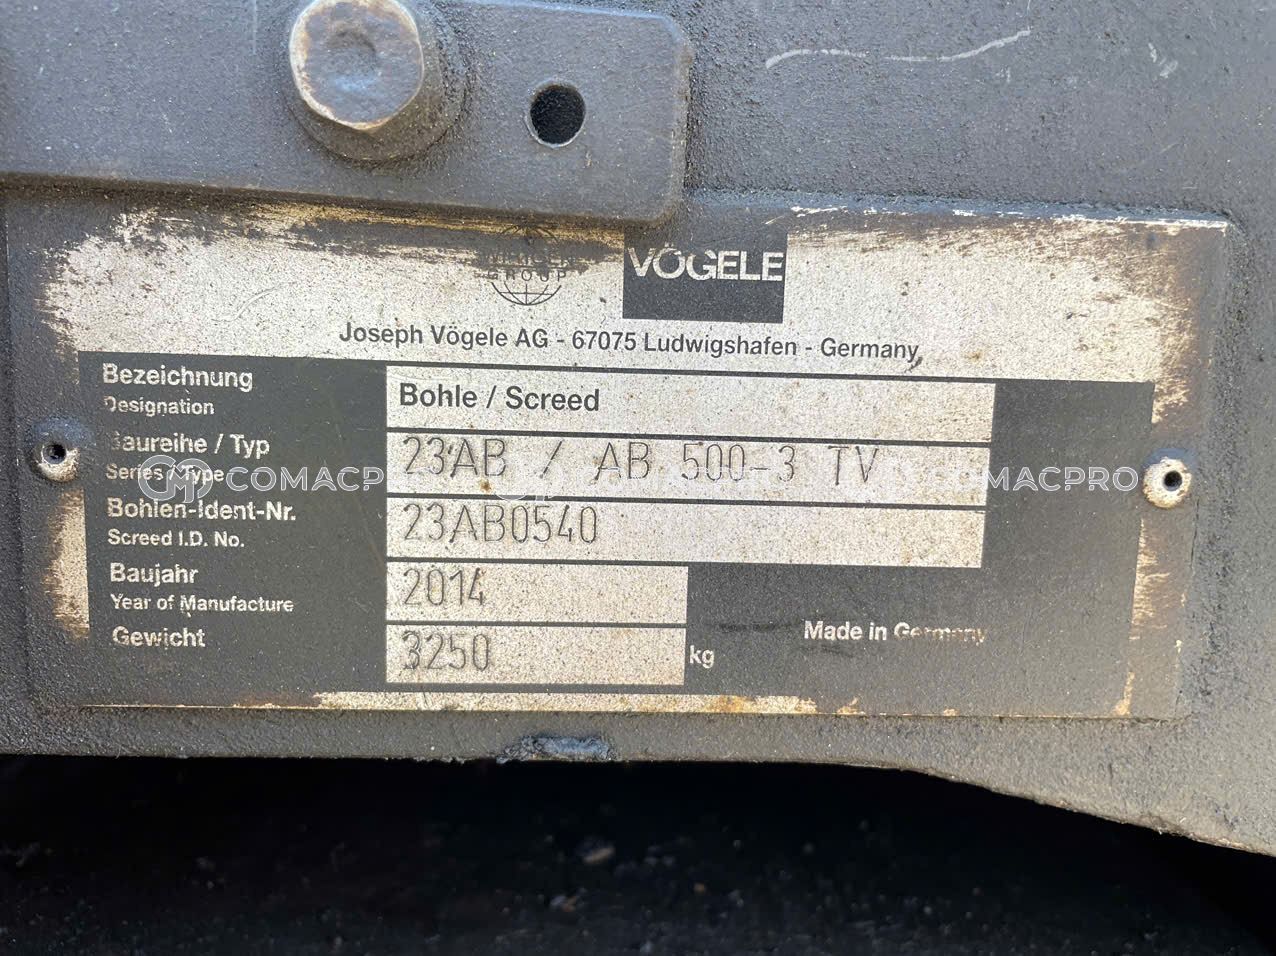 GROUP
VÖGELE
Joseph Vögele AG - 67075 Ludwigshafen - Germany
Bezeichnung
Designation
Bohle / Screed
Baureihe / Typ
Series / Type
23AB / AB 500-3 TV
COMACPRO
COMACPRO
Bohlen-Ident-Nr.
Screed I.D. No.
23AB0540
Baujahr
Year of Manufacture
2014
Gewicht
3250 kg
Made in Germany